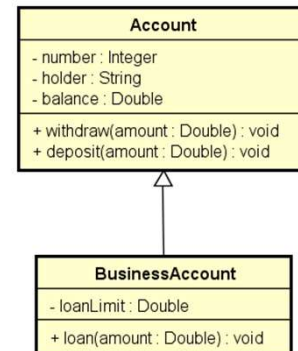 Account
- number : Integer
- holder : String
- balance : Double
+ withdraw(amount : Double) : void
+ deposit(amount : Double) : void
BusinessAccount
- loanLimit : Double
+ loan(amount : Double) : void